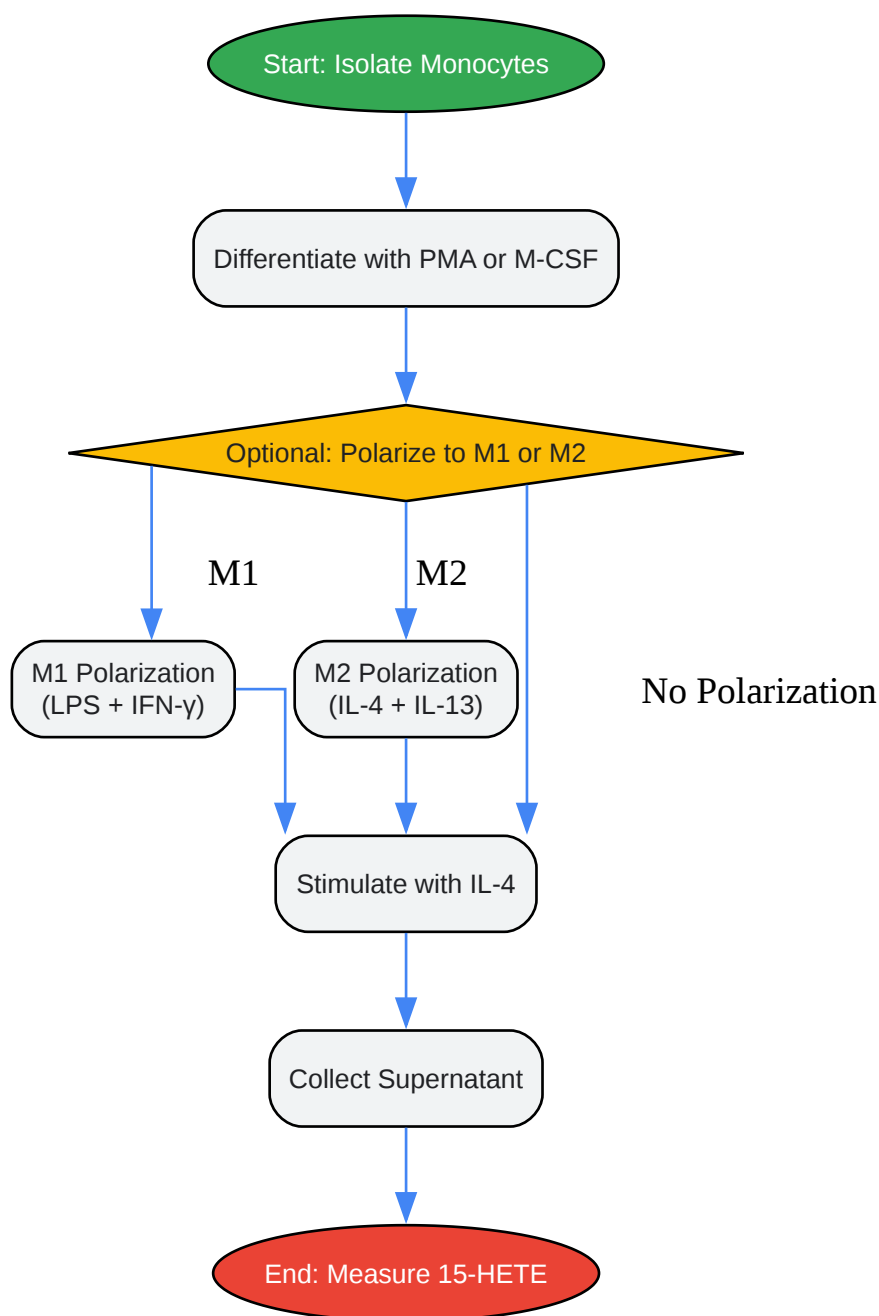 Start: Isolate Monocytes
Differentiate with PMA or M-CSF
Optional: Polarize to M1 or M2
M1
M2
M1 Polarization
(LPS + IFN-γ)
M2 Polarization
(IL-4 + IL-13)
No Polarization
Stimulate with IL-4
Collect Supernatant
End: Measure 15-HETE